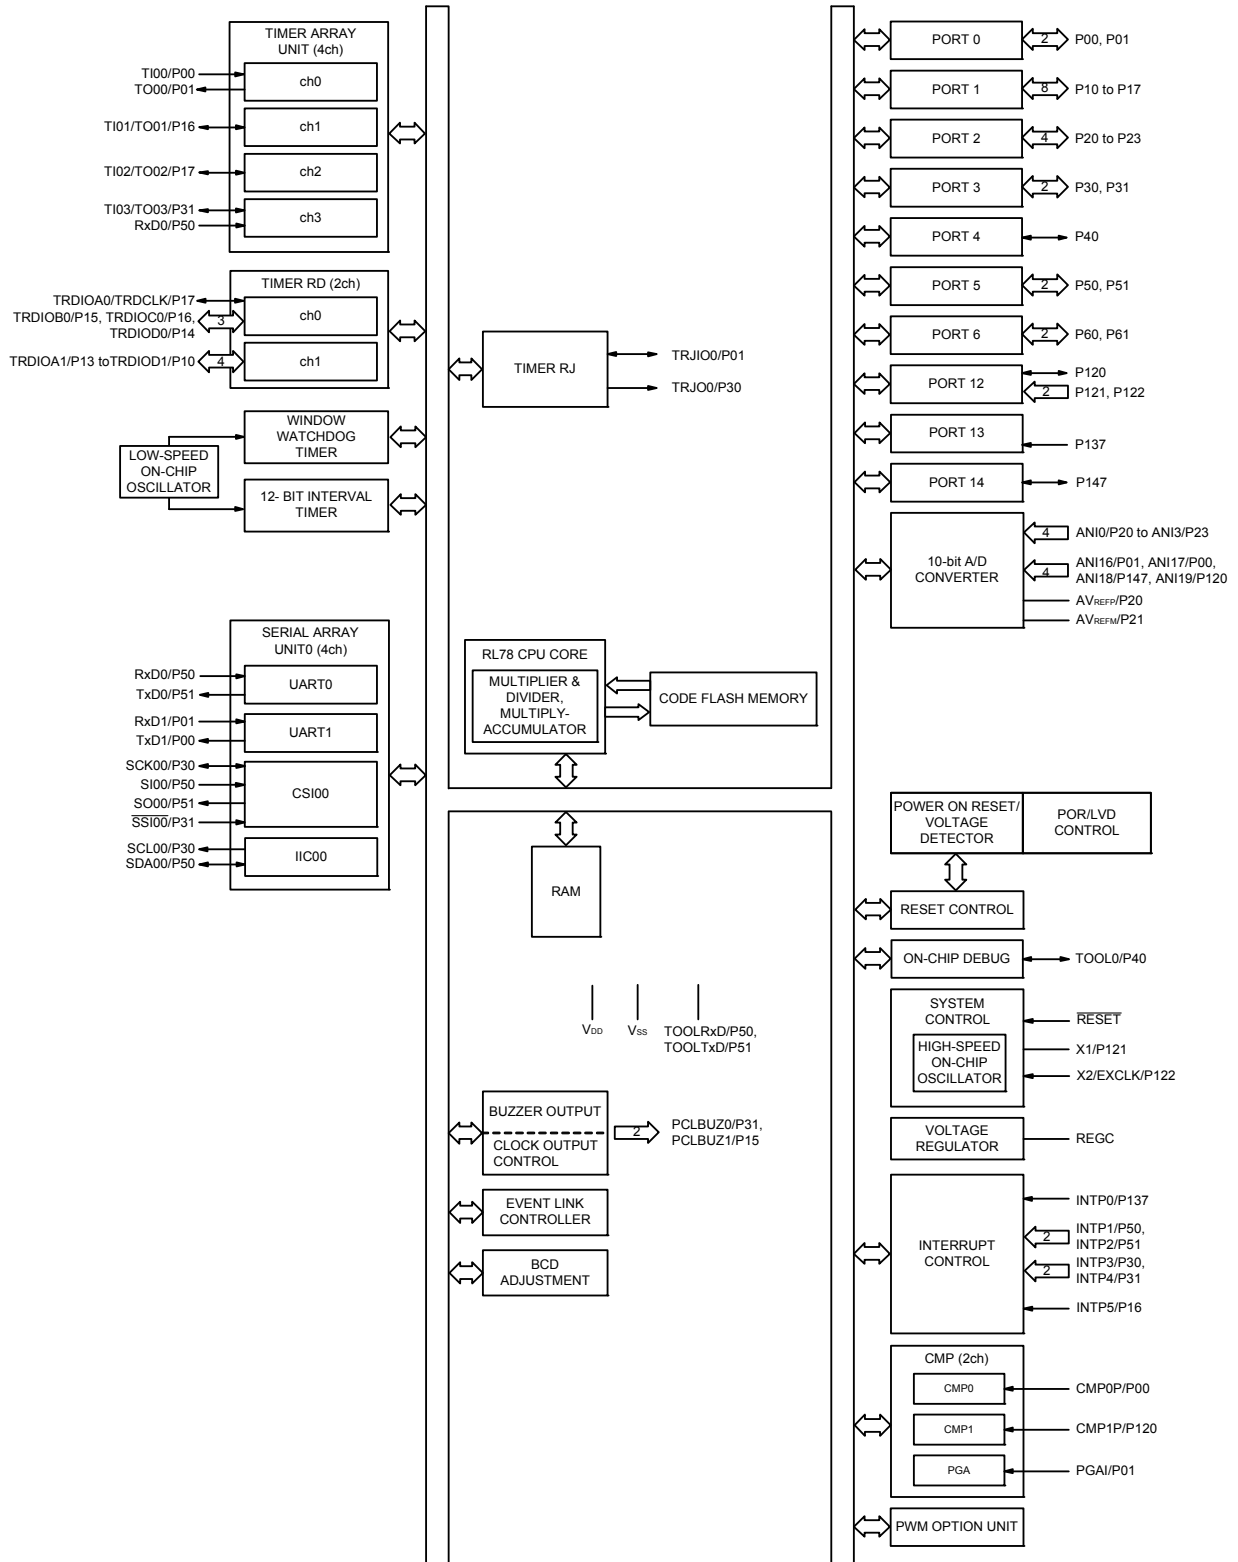 TIMER ARRAY
UNIT (4ch)
TI00/P00
TO00/P01
ch0
TI01/TO01/P16
ch1
TI02/TO02/P17
ch2
TI03/TO03/P31
RxD0/P50
ch3
TIMER RD (2ch)
TRDIOA0/TRDCLK/P17
TRDIOB0/P15, TRDIOC0/P16,
TRDIOD0/P14
3
ch0
TRDIOA1/P13 toTRDIOD1/P10
4
ch1
WINDOW
WATCHDOG
TIMER
LOW-SPEED
ON-CHIP
OSCILLATOR
12- BIT INTERVAL
TIMER
SERIAL ARRAY
UNIT0 (4ch)
RxD0/P50
TxD0/P51
UART0
RxD1/P01
TxD1/P00
UART1
SCK00/P30
SI00/P50
SO00/P51
SSI00/P31
CSI00
SCL00/P30
SDA00/P50
IIC00
TIMER RJ
TRJIO0/P01
TRJO0/P30
RL78 CPU CORE
MULTIPLIER &
DIVIDER,
MULTIPLY-
ACCUMULATOR
CODE FLASH MEMORY
RAM
VDD
VSS
TOOLRxD/P50,
TOOLTxD/P51
BUZZER OUTPUT
CLOCK OUTPUT
CONTROL
2
PCLBUZ0/P31,
PCLBUZ1/P15
EVENT LINK
CONTROLLER
BCD
ADJUSTMENT
PORT 0
2
P00, P01
PORT 1
8
P10 to P17
PORT 2
4
P20 to P23
PORT 3
2
P30, P31
PORT 4
P40
PORT 5
2
P50, P51
PORT 6
2
P60, P61
PORT 12
P120
2
P121, P122
PORT 13
P137
PORT 14
P147
10-bit A/D
CONVERTER
4
ANI0/P20 to ANI3/P23
4
ANI16/P01, ANI17/P00,
ANI18/P147, ANI19/P120
AVREFP/P20
AVREFM/P21
POWER ON RESET/
VOLTAGE
DETECTOR
POR/LVD
CONTROL
RESET CONTROL
ON-CHIP DEBUG
TOOL0/P40
SYSTEM
CONTROL
HIGH-SPEED
ON-CHIP
OSCILLATOR
RESET
X1/P121
X2/EXCLK/P122
VOLTAGE
REGULATOR
REGC
INTERRUPT
CONTROL
INTP0/P137
2
INTP1/P50,
INTP2/P51
2
INTP3/P30,
INTP4/P31
INTP5/P16
CMP (2ch)
CMP0
CMP0P/P00
CMP1
CMP1P/P120
PGA
PGAI/P01
PWM OPTION UNIT